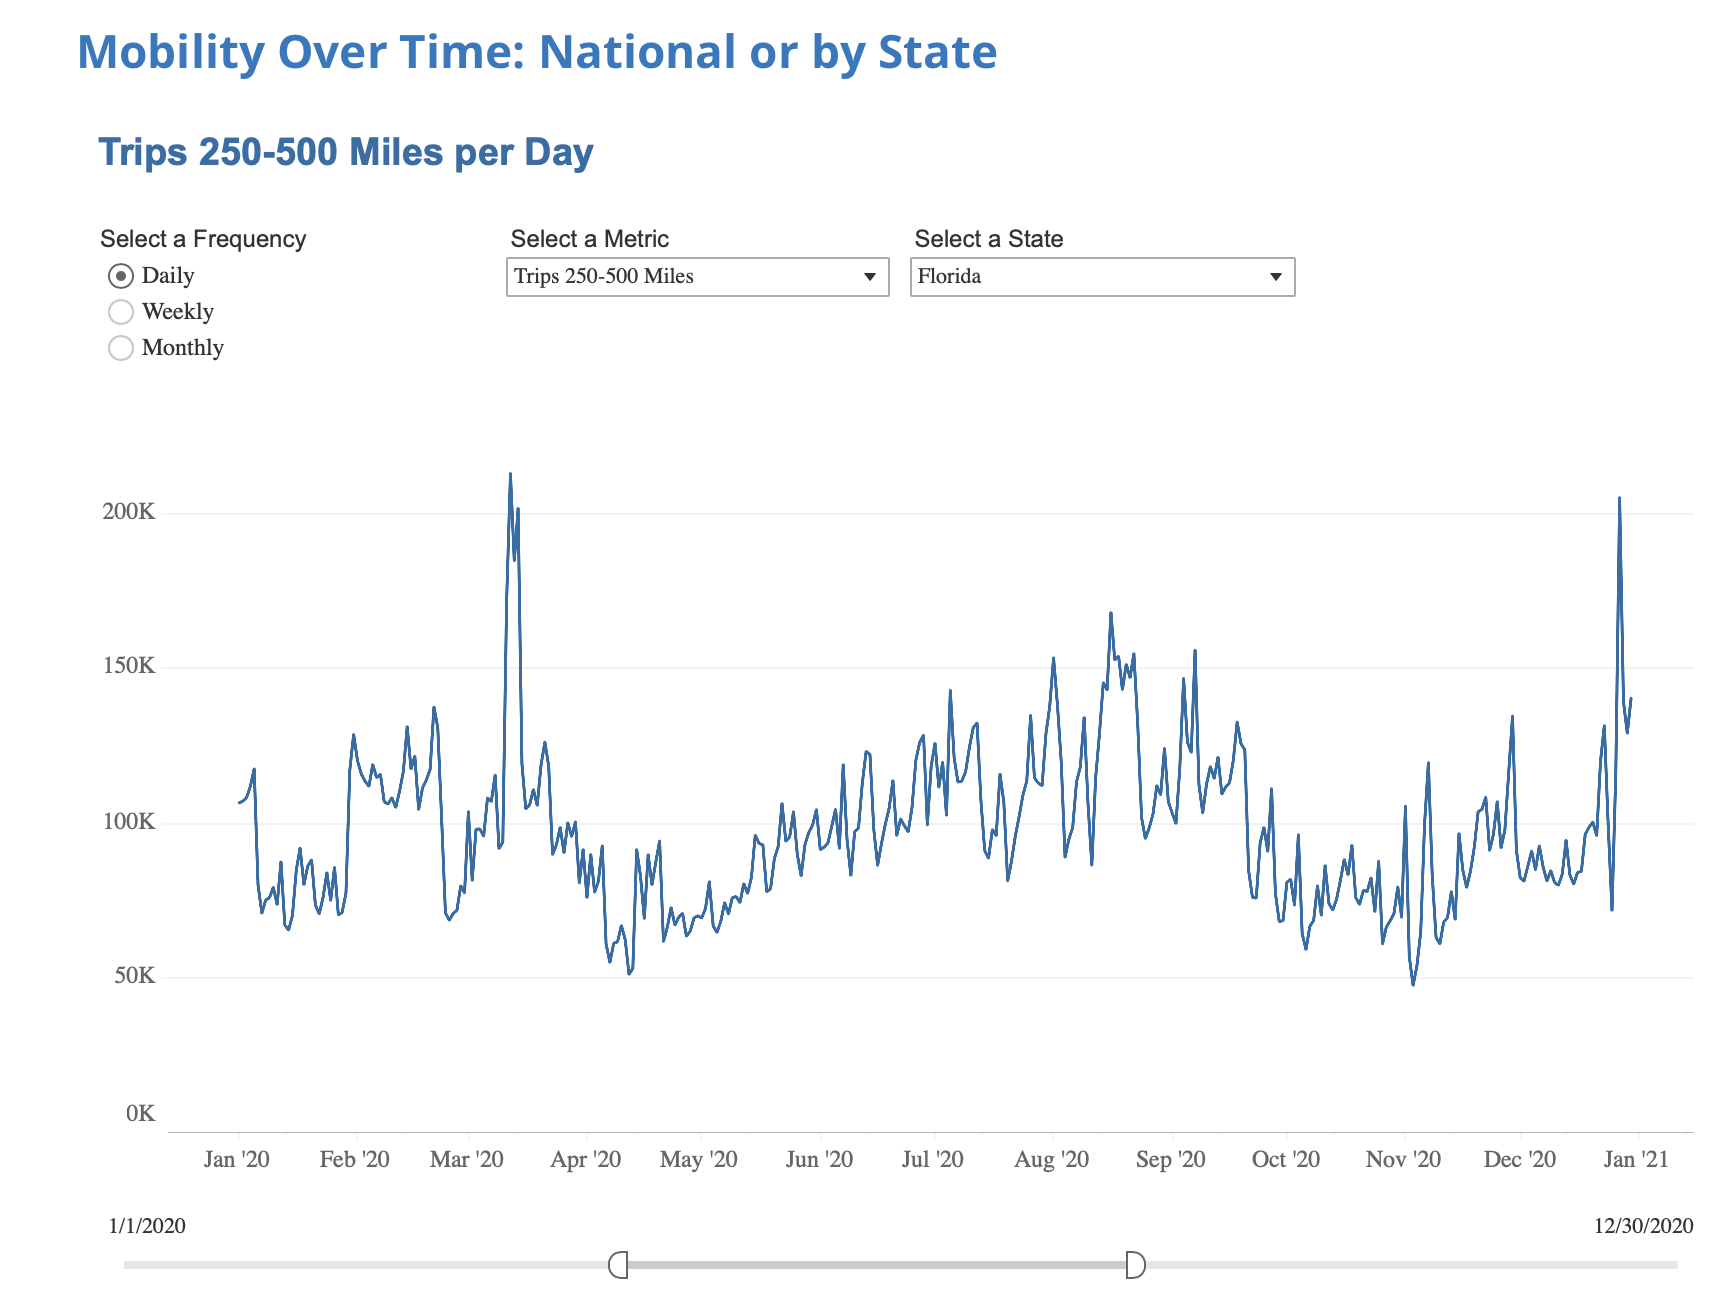 Mobility Over Time: National or by State
Trips 250-500 Miles per Day
Select a Frequency
Daily
Weekly
Monthly
Select a Metric
Trips 250-500 Miles
Select a State
Florida
200K
150K
100K
50K
0K
Jan '20 Feb '20 Mar '20 Apr '20 May '20 Jun '20 Jul '20 Aug '20 Sep '20 Oct '20 Nov '20 Dec '20 Jan '21
1/1/2020 12/30/2020